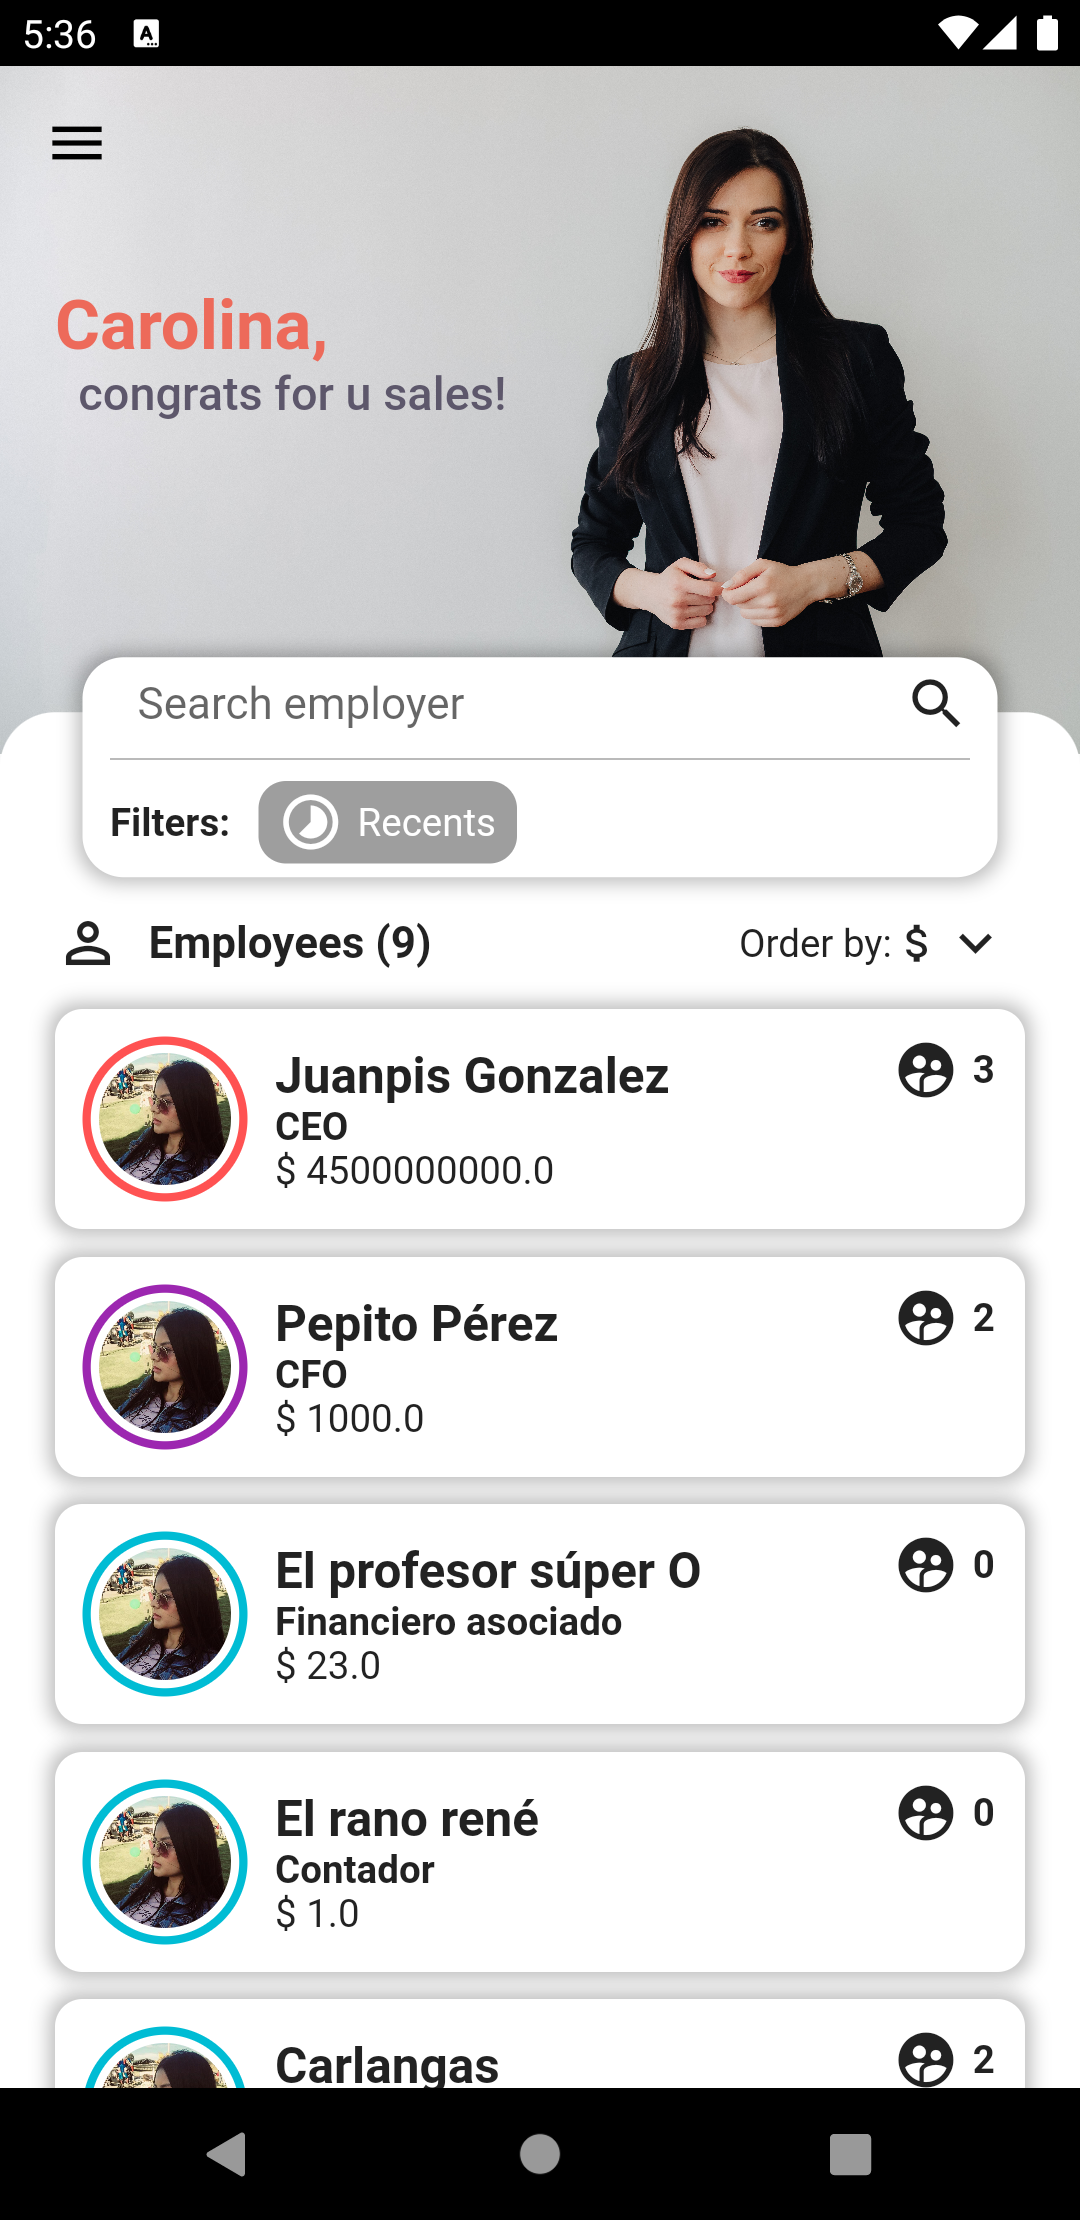 5:36
Carolina,
congrats for u sales!
Search employer
Filters: Recents
Employees (9) Order by: $
Juanpis Gonzalez 3
CEO
$ 4500000000.0
Pepito Pérez 2
CFO
$ 1000.0
El profesor súper O 0
Financiero asociado
$ 23.0
El rano rené 0
Contador
$ 1.0
Carlangas 2